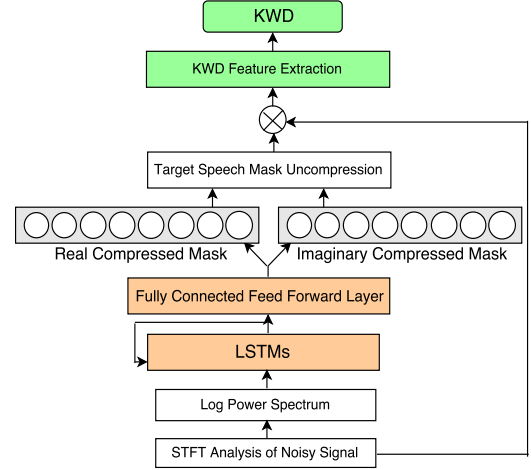 KWD
KWD Feature Extraction
Target Speech Mask Uncompression
Real Compressed Mask
Imaginary Compressed Mask
Fully Connected Feed Forward Layer
LSTMs
Log Power Spectrum
STFT Analysis of Noisy Signal